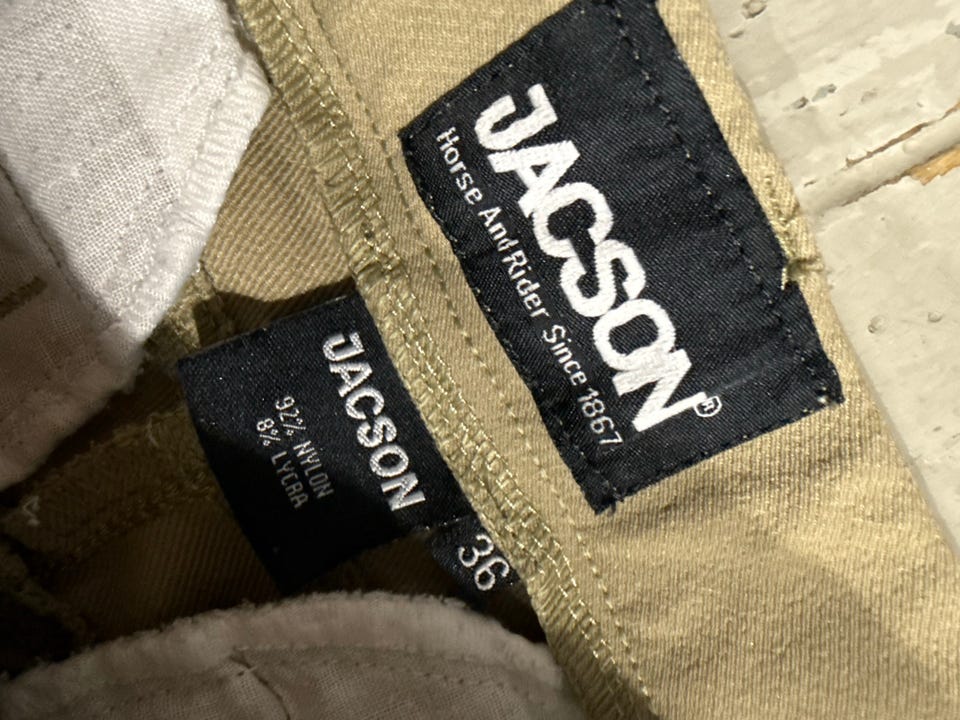 JACSON®
Horse And Rider Since 1867
JACSON
92% NYLON
8% LYCRA
36